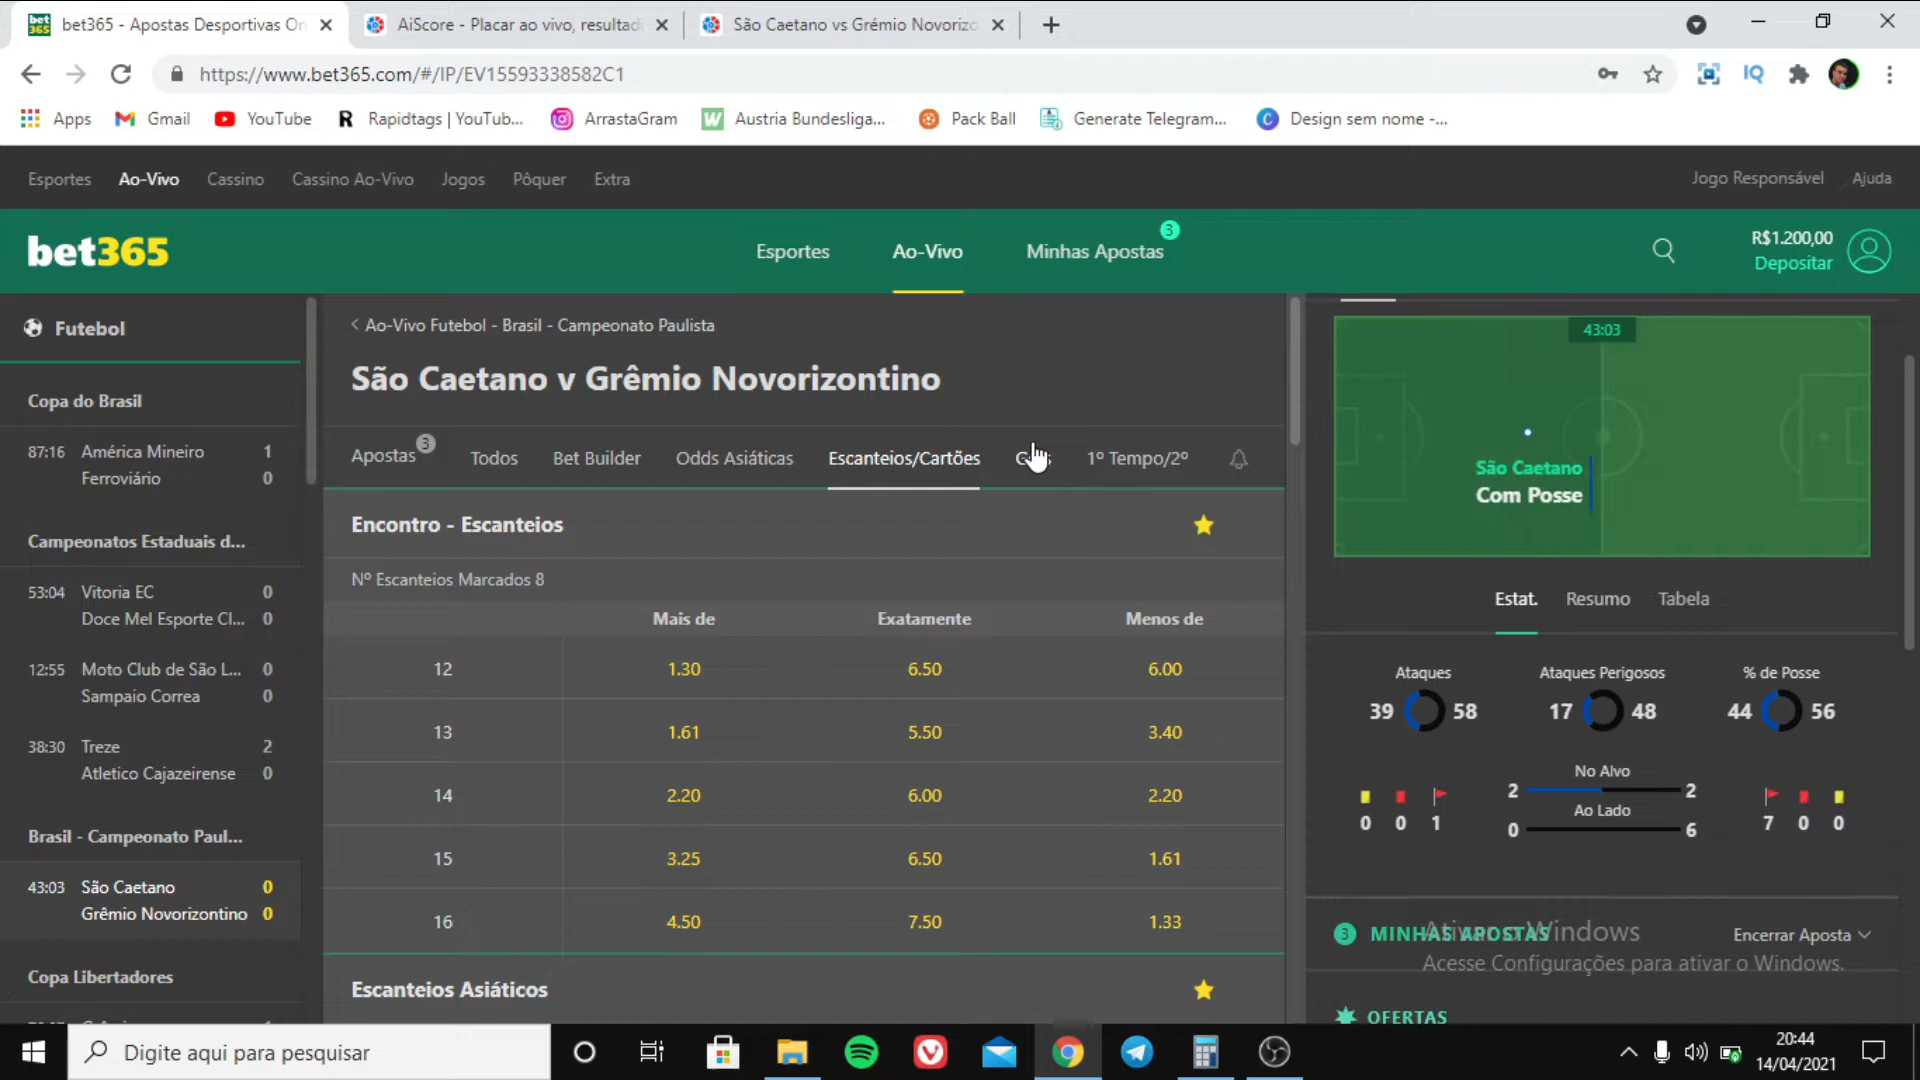 bet365 - Apostas Desportivas On
AiScore - Placar ao vivo, resultad
São Caetano vs Grémio Novorizo
https://www.bet365.com/#/IP/EV15593338582C1
IQ
Apps
Gmail
YouTube
Rapidtags | YouTub...
ArrastaGram
Austria Bundesliga...
Pack Ball
Generate Telegram...
Design sem nome -...
Esportes
Ao-Vivo
Cassino
Cassino Ao-Vivo
Jogos
Pôquer
Extra
Jogo Responsável
Ajuda
bet365
Esportes
Ao-Vivo
Minhas Apostas
3
R$1.200,00
Depositar
Futebol
Copa do Brasil
87:16 América Mineiro 1
Ferroviário 0
Campeonatos Estaduais d...
53:04 Vitoria EC 0
Doce Mel Esporte Cl... 0
12:55 Moto Club de São L... 0
Sampaio Correa 0
38:30 Treze 2
Atletico Cajazeirense 0
Brasil - Campeonato Paul...
43:03 São Caetano 0
Grêmio Novorizontino 0
Copa Libertadores
Ao-Vivo Futebol - Brasil - Campeonato Paulista
São Caetano v Grêmio Novorizontino
Apostas 3
Todos
Bet Builder
Odds Asiáticas
Escanteios/Cartões
1º Tempo/2º
Encontro - Escanteios
Nº Escanteios Marcados 8
Mais de Exatamente Menos de
12 1.30 6.50 6.00
13 1.61 5.50 3.40
14 2.20 6.00 2.20
15 3.25 6.50 1.61
16 4.50 7.50 1.33
Escanteios Asiáticos
43:03
São Caetano
Com Posse
Estat.
Resumo
Tabela
Ataques Ataques Perigosos % de Posse
39 58 17 48 44 56
No Alvo
2 2
Ao Lado
0 6
0 0 1
7 0 0
3 MINHAS APOSTAS
Encerrar Aposta
Ativar o Windows
Acesse Configurações para ativar o Windows.
OFERTAS
Digite aqui para pesquisar
20:44
14/04/2021